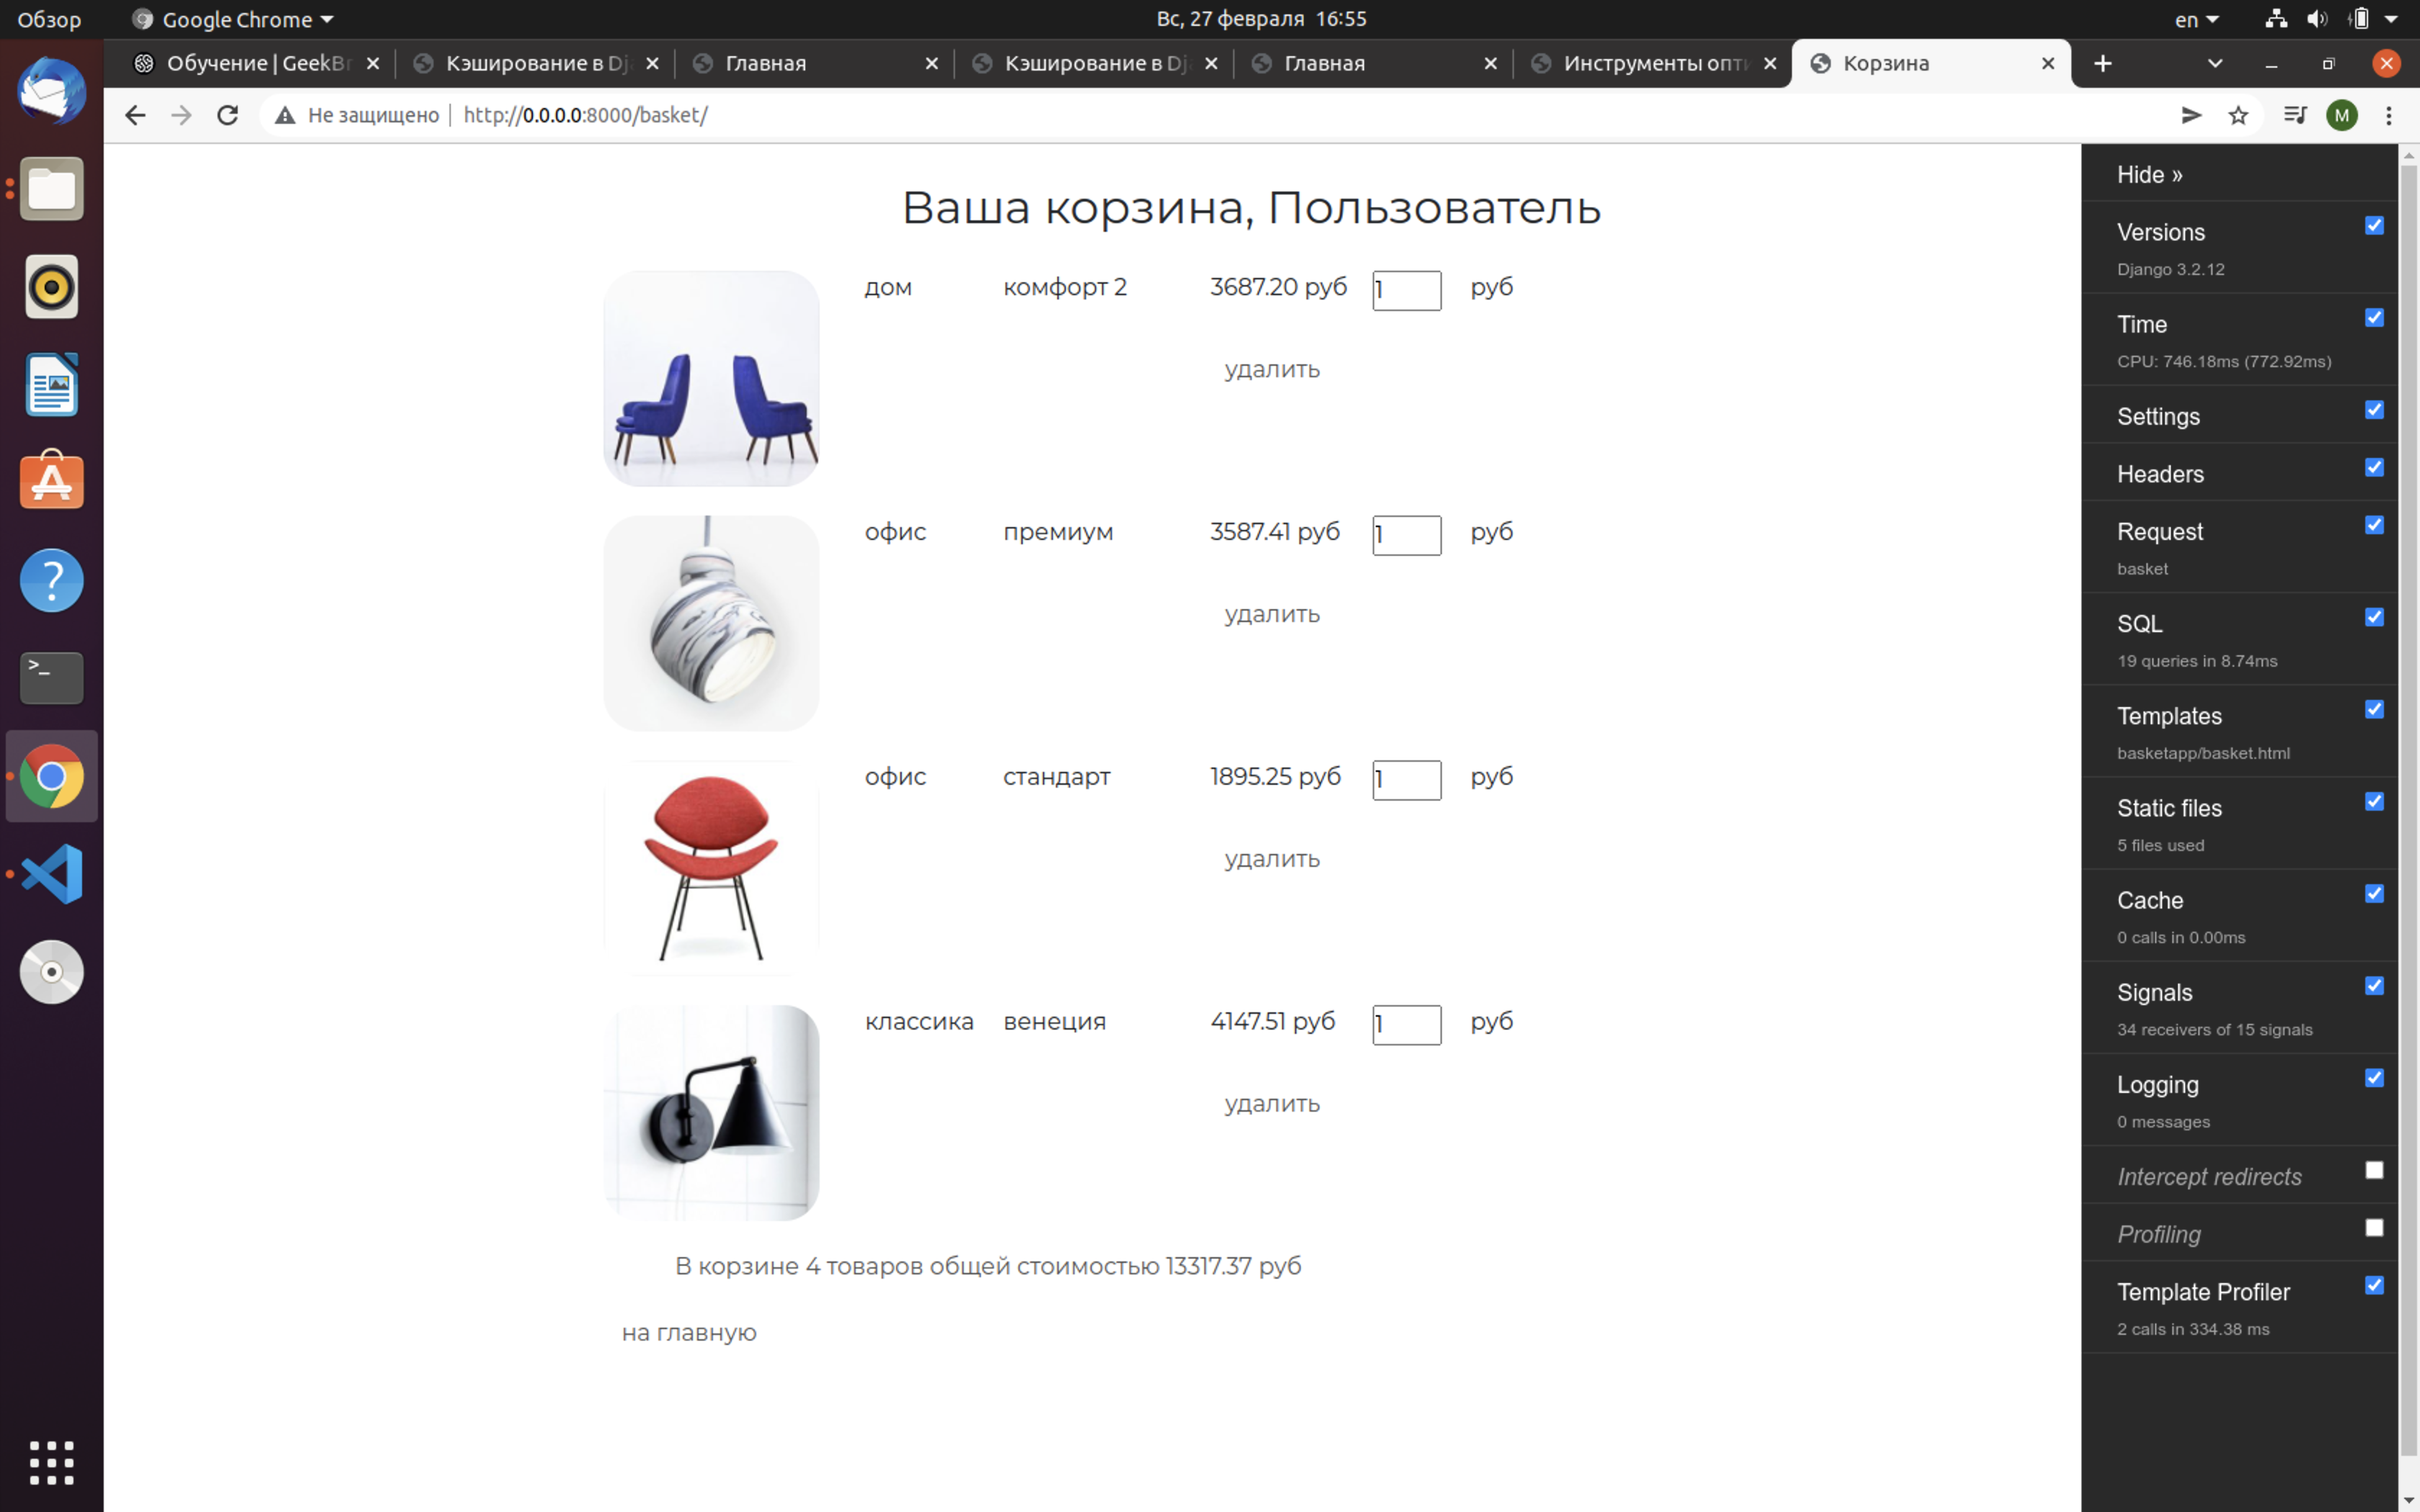 Обзор
Google Chrome
Вс, 27 февраля 16:55
en
Обучение | GeekBr
Кэширование в Dj
Главная
Кэширование в Dj
Главная
Инструменты опти
Корзина
Не защищено
http://0.0.0.0:8000/basket/
M
Ваша корзина, Пользователь
дом комфорт 2 3687.20 руб 1 руб
удалить
офис премиум 3587.41 руб 1 руб
удалить
офис стандарт 1895.25 руб 1 руб
удалить
классика венеция 4147.51 руб 1 руб
удалить
В корзине 4 товаров общей стоимостью 13317.37 руб
на главную
Hide »
Versions
Django 3.2.12
Time
CPU: 746.18ms (772.92ms)
Settings
Headers
Request
basket
SQL
19 queries in 8.74ms
Templates
basketapp/basket.html
Static files
5 files used
Cache
0 calls in 0.00ms
Signals
34 receivers of 15 signals
Logging
0 messages
Intercept redirects
Profiling
Template Profiler
2 calls in 334.38 ms